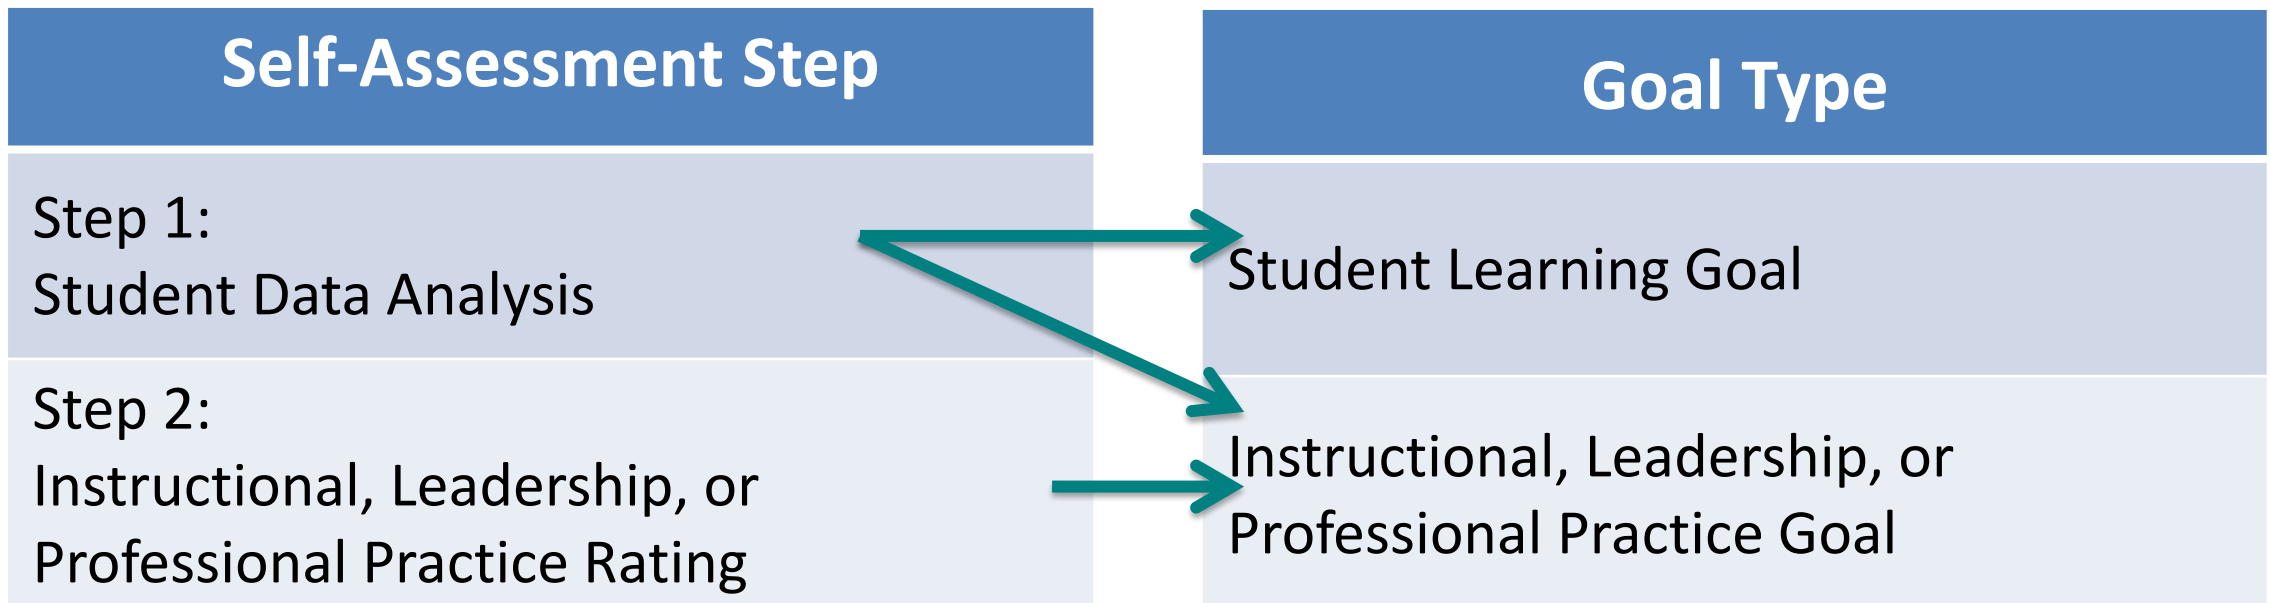 Self-Assessment Step
Goal Type
Step 1:
Student Data Analysis
Student Learning Goal
Step 2:
Instructional, Leadership, or
Professional Practice Rating
Instructional, Leadership, or
Professional Practice Goal